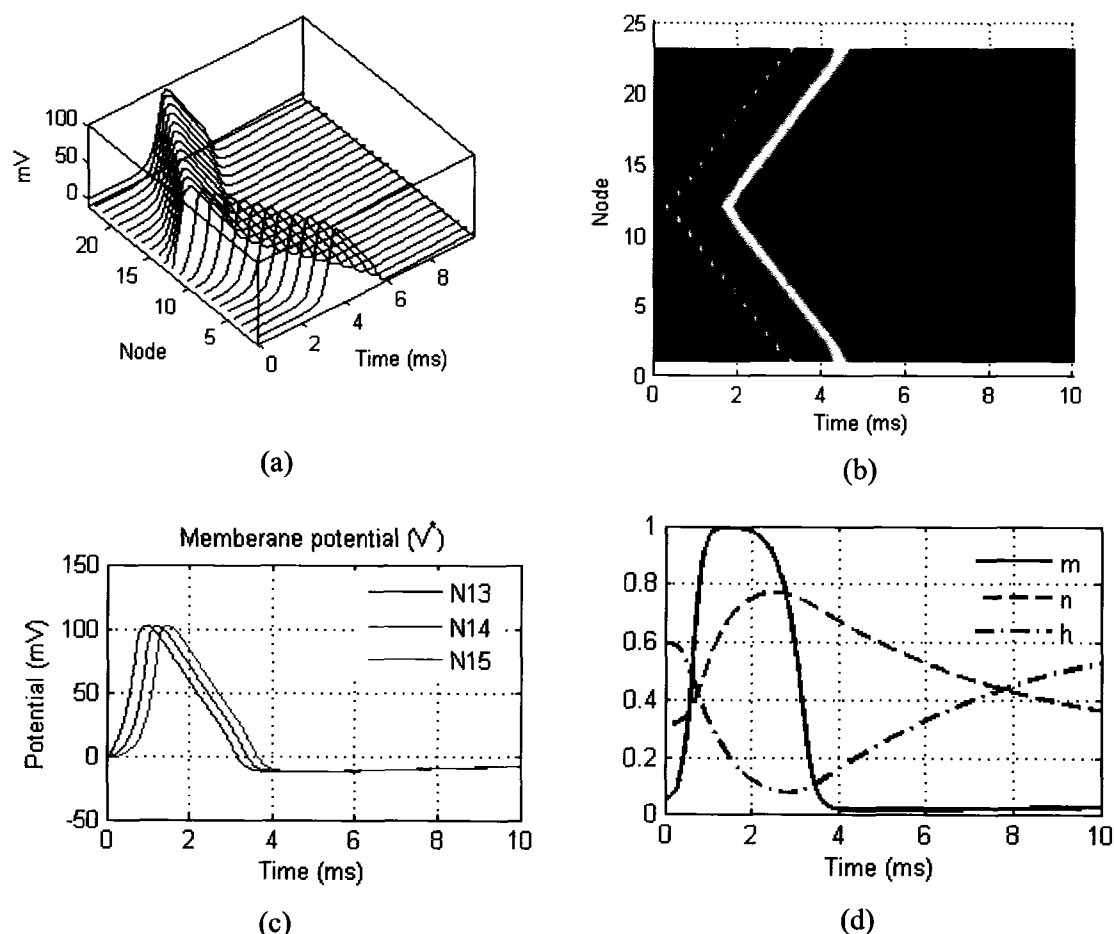 100
50
0
mV
20
15
10
5
0
Node
2
4
6
8
Time (ms)
(a)
25
20
15
10
5
0
Node
0 2 4 6 8 10
Time (ms)
(b)
Memberane potential (V*)
150
100
50
0
-50
Potential (mV)
N13
N14
N15
0 2 4 6 8 10
Time (ms)
(c)
1
0.8
0.6
0.4
0.2
0
m
n
h
0 2 4 6 8 10
Time (ms)
(d)